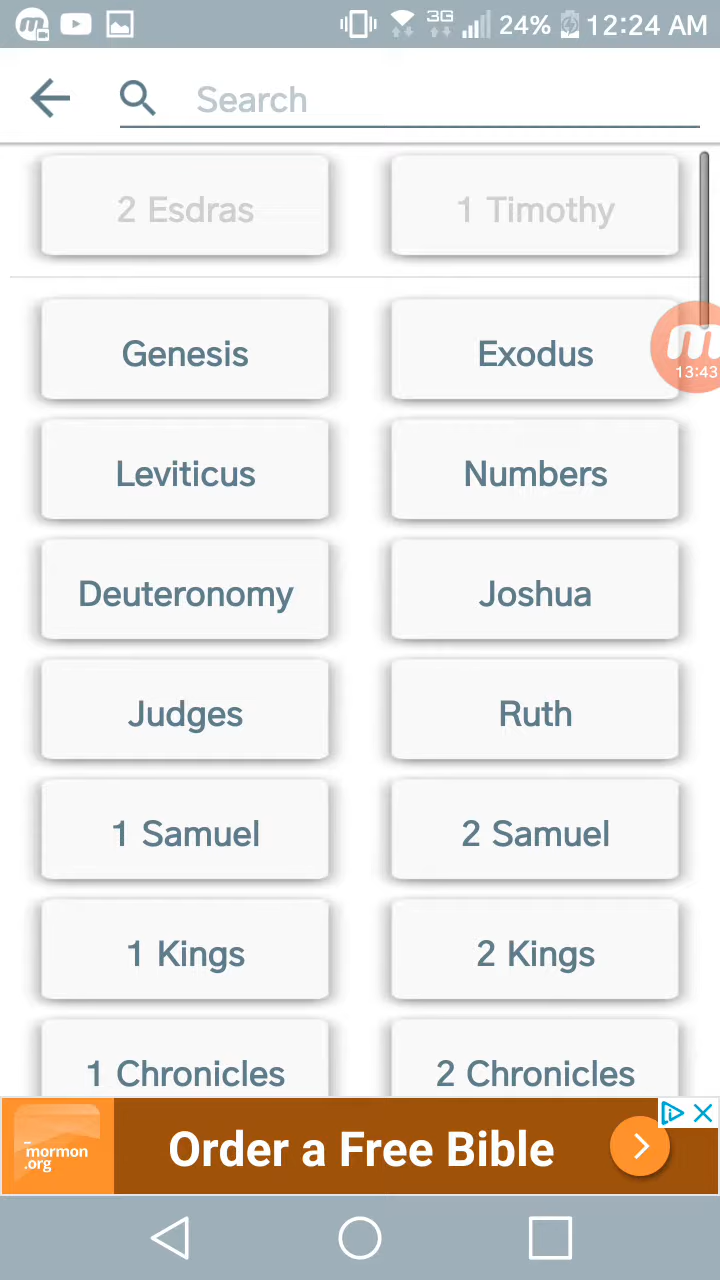 3G 24% 12:24 AM
Search
2 Esdras 1 Timothy
Genesis Exodus
13:43
Leviticus Numbers
Deuteronomy Joshua
Judges Ruth
1 Samuel 2 Samuel
1 Kings 2 Kings
1 Chronicles 2 Chronicles
mormon
.org
Order a Free Bible